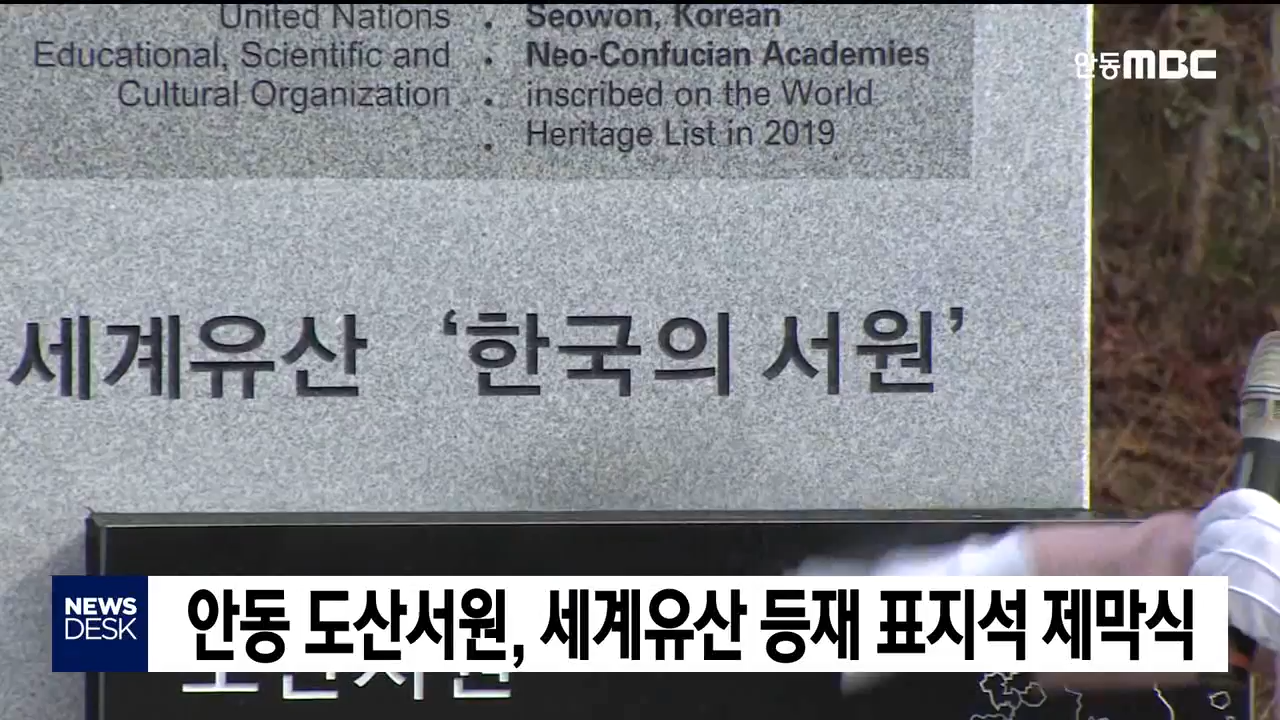 United Nations
Educational, Scientific and
Cultural Organization
Seowon, Korean
Neo-Confucian Academies
inscribed on the World
Heritage List in 2019
안동MBC
세계유산 ‘한국의 서원’
NEWS
DESK
안동 도산서원, 세계유산 등재 표지석 제막식